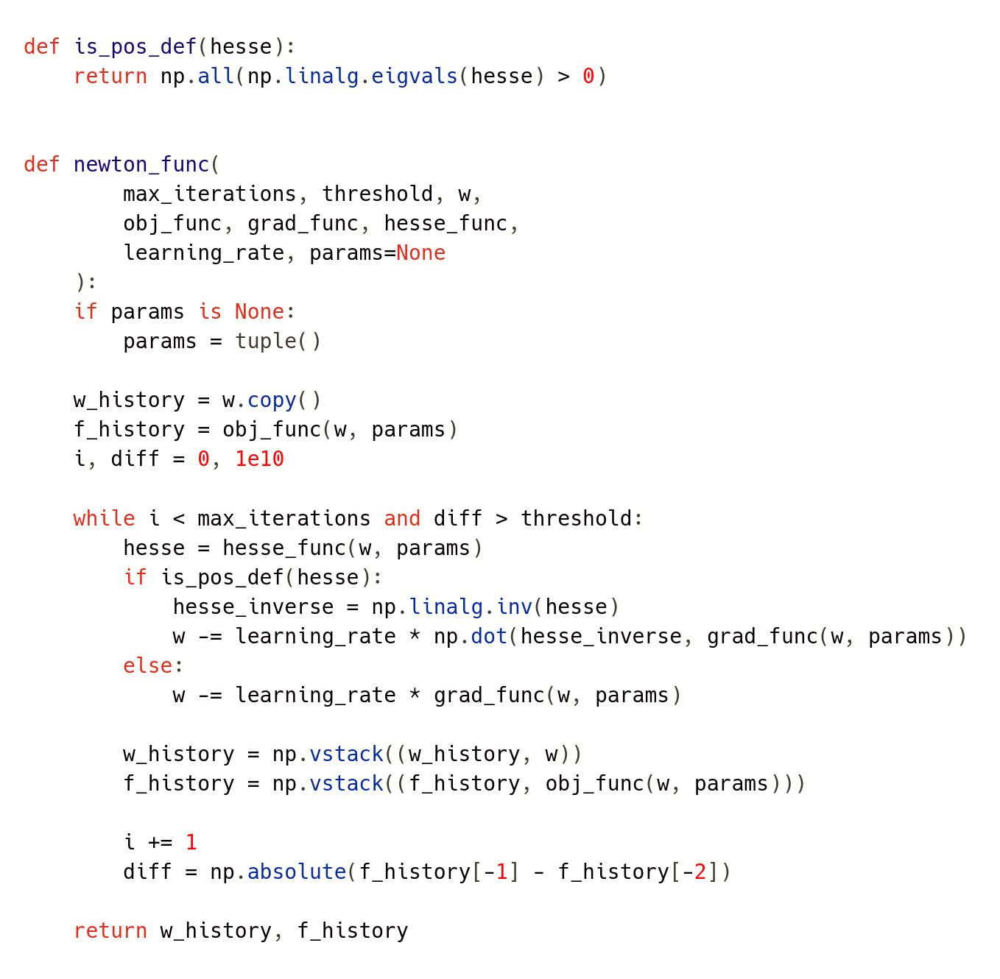 def is_pos_def(hesse):
    return np.all(np.linalg.eigvals(hesse) > 0)
def newton_func(
        max_iterations, threshold, w,
        obj_func, grad_func, hesse_func,
        learning_rate, params=None
    ):
    if params is None:
        params = tuple()
    w_history = w.copy()
    f_history = obj_func(w, params)
    i, diff = 0, 1e10
    while i < max_iterations and diff > threshold:
        hesse = hesse_func(w, params)
        if is_pos_def(hesse):
            hesse_inverse = np.linalg.inv(hesse)
            w -= learning_rate * np.dot(hesse_inverse, grad_func(w, params))
        else:
            w -= learning_rate * grad_func(w, params)
        w_history = np.vstack((w_history, w))
        f_history = np.vstack((f_history, obj_func(w, params)))
        i += 1
        diff = np.absolute(f_history[-1] - f_history[-2])
    return w_history, f_history